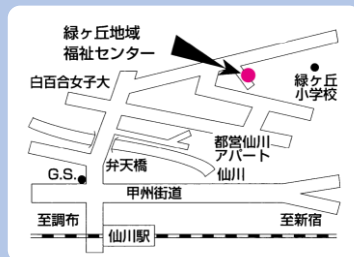 緑ヶ丘地域
福祉センター
白百合女子大
緑ヶ丘
小学校
都営仙川
アパート
弁天橋
仙川
G.S.
甲州街道
至調布
至新宿
仙川駅